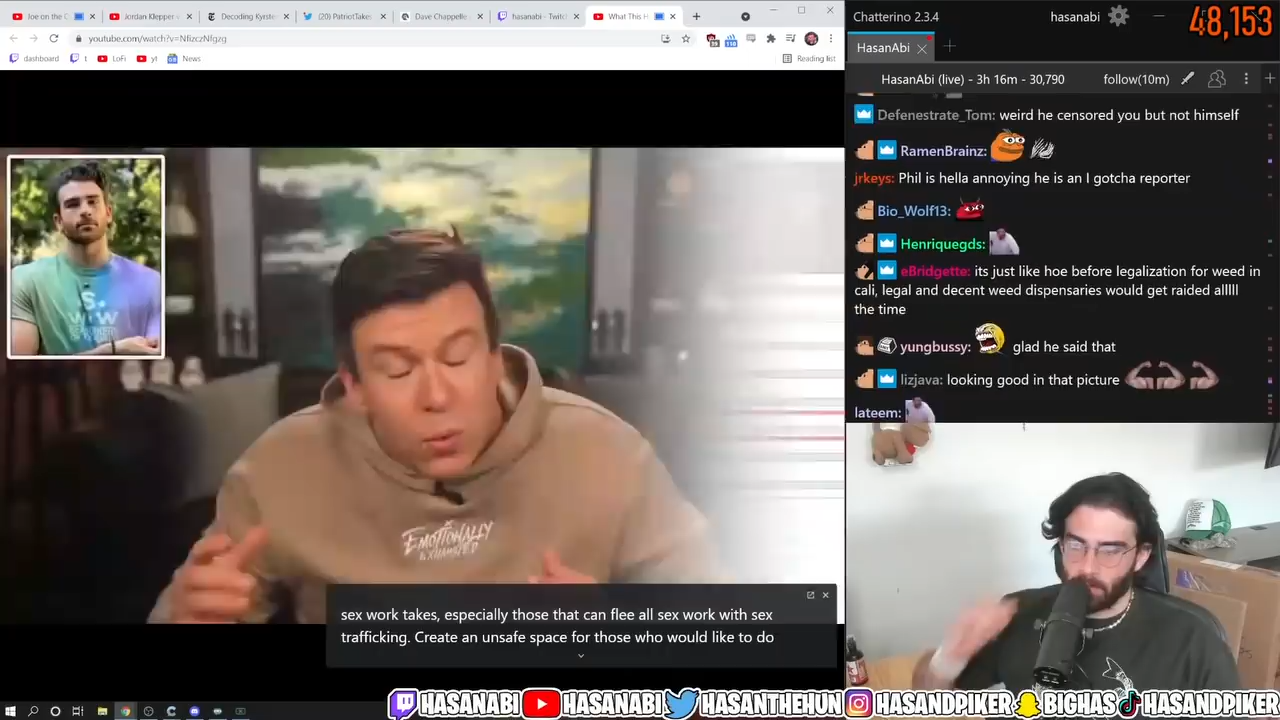 Joe on the C
Jordan Klepper
Decoding Kyrste
(20) PatriotTakes
Dave Chappelle
hasanabi - Twitch
What This H
youtube.com/watch?v=NfizczNfgzg
dashboard
1
LoFi
y!
News
Reading list
EMOTIONALLY
EXHAUSTED
sex work takes, especially those that can flee all sex work with sex
trafficking. Create an unsafe space for those who would like to do
Chatterino 2.3.4
hasanabi
48,153
HasanAbi
HasanAbi (live) - 3h 16m - 30,790
follow(10m)
Defenestrate_Tom: weird he censored you but not himself
RamenBrainz:
jrkeys: Phil is hella annoying he is an I gotcha reporter
Bio_Wolf13:
Henriquegds:
eBridgette: its just like hoe before legalization for weed in
cali, legal and decent weed dispensaries would get raided alllll
the time
yungbussy: glad he said that
lizjava: looking good in that picture
lateem:
HASANABI HASANABI HASANTHEHUN HASANDPIKER BIGHAS HASANDPIKER